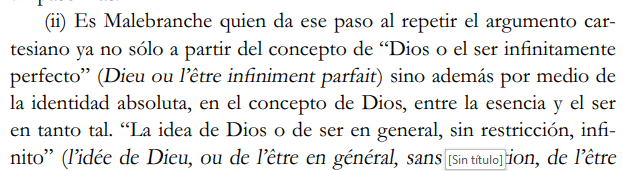 (ii) Es Malebranche quien da ese paso al repetir el argumento car-
tesiano ya no sólo a partir del concepto de “Dios o el ser infinitamente
perfecto” (Dieu ou l’être infiniment parfait) sino además por medio de
la identidad absoluta, en el concepto de Dios, entre la esencia y el ser
en tanto tal. “La idea de Dios o de ser en general, sin restricción, infi-
nito” (l’idée de Dieu, ou de l’être en général, sans [Sin título] ion, de l’être